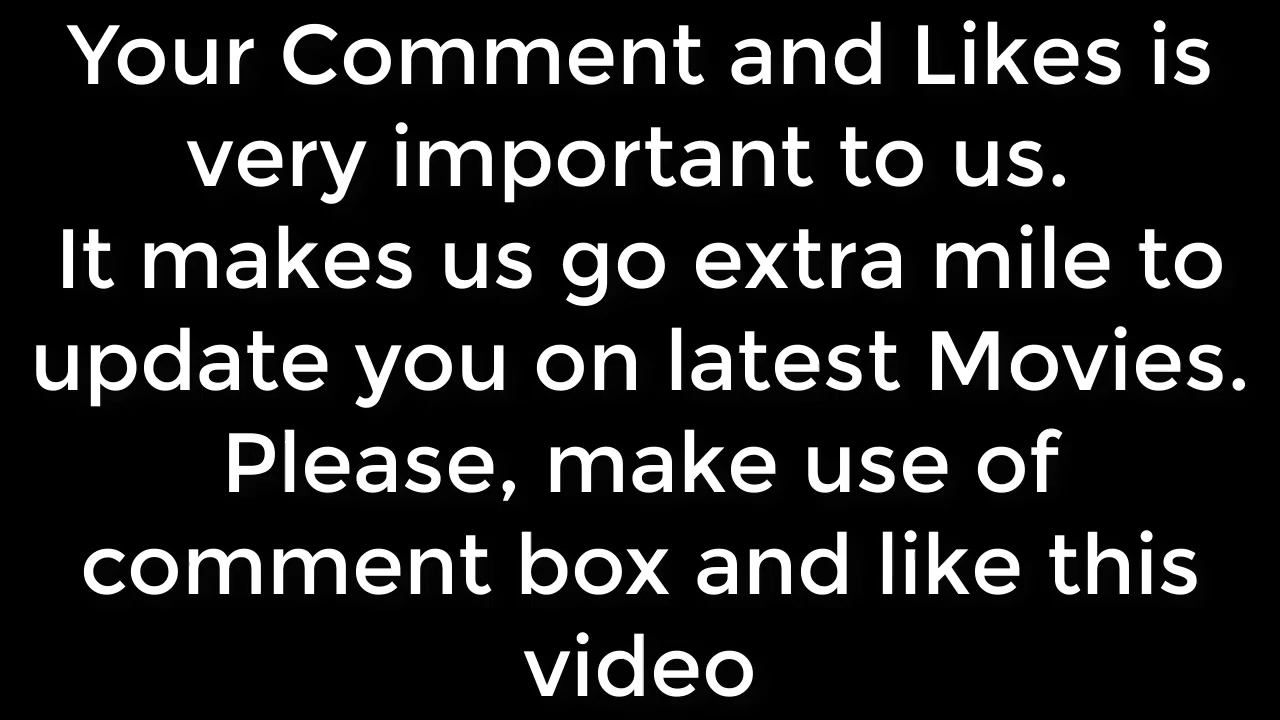 Your Comment and Likes is
very important to us.
It makes us go extra mile to
update you on latest Movies.
Please, make use of
comment box and like this
video